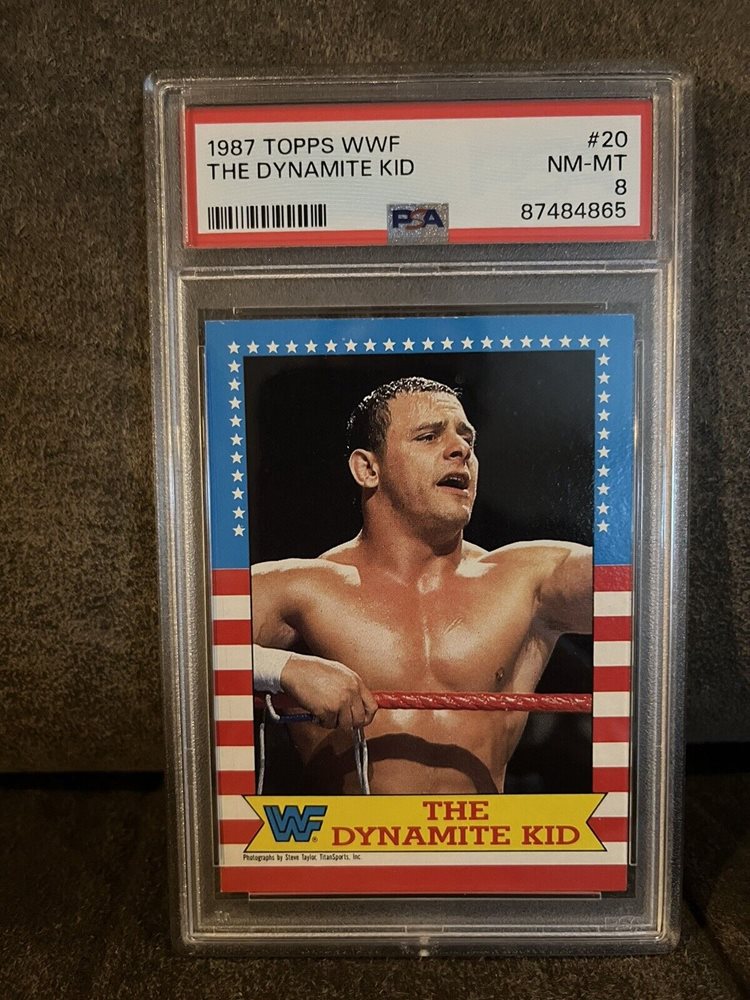 1987 TOPPS WWF #20
THE DYNAMITE KID NM-MT
8
PSA 87484865
WF
THE
DYNAMITE KID
Photographs by Steve Taylor, TitanSports, Inc.